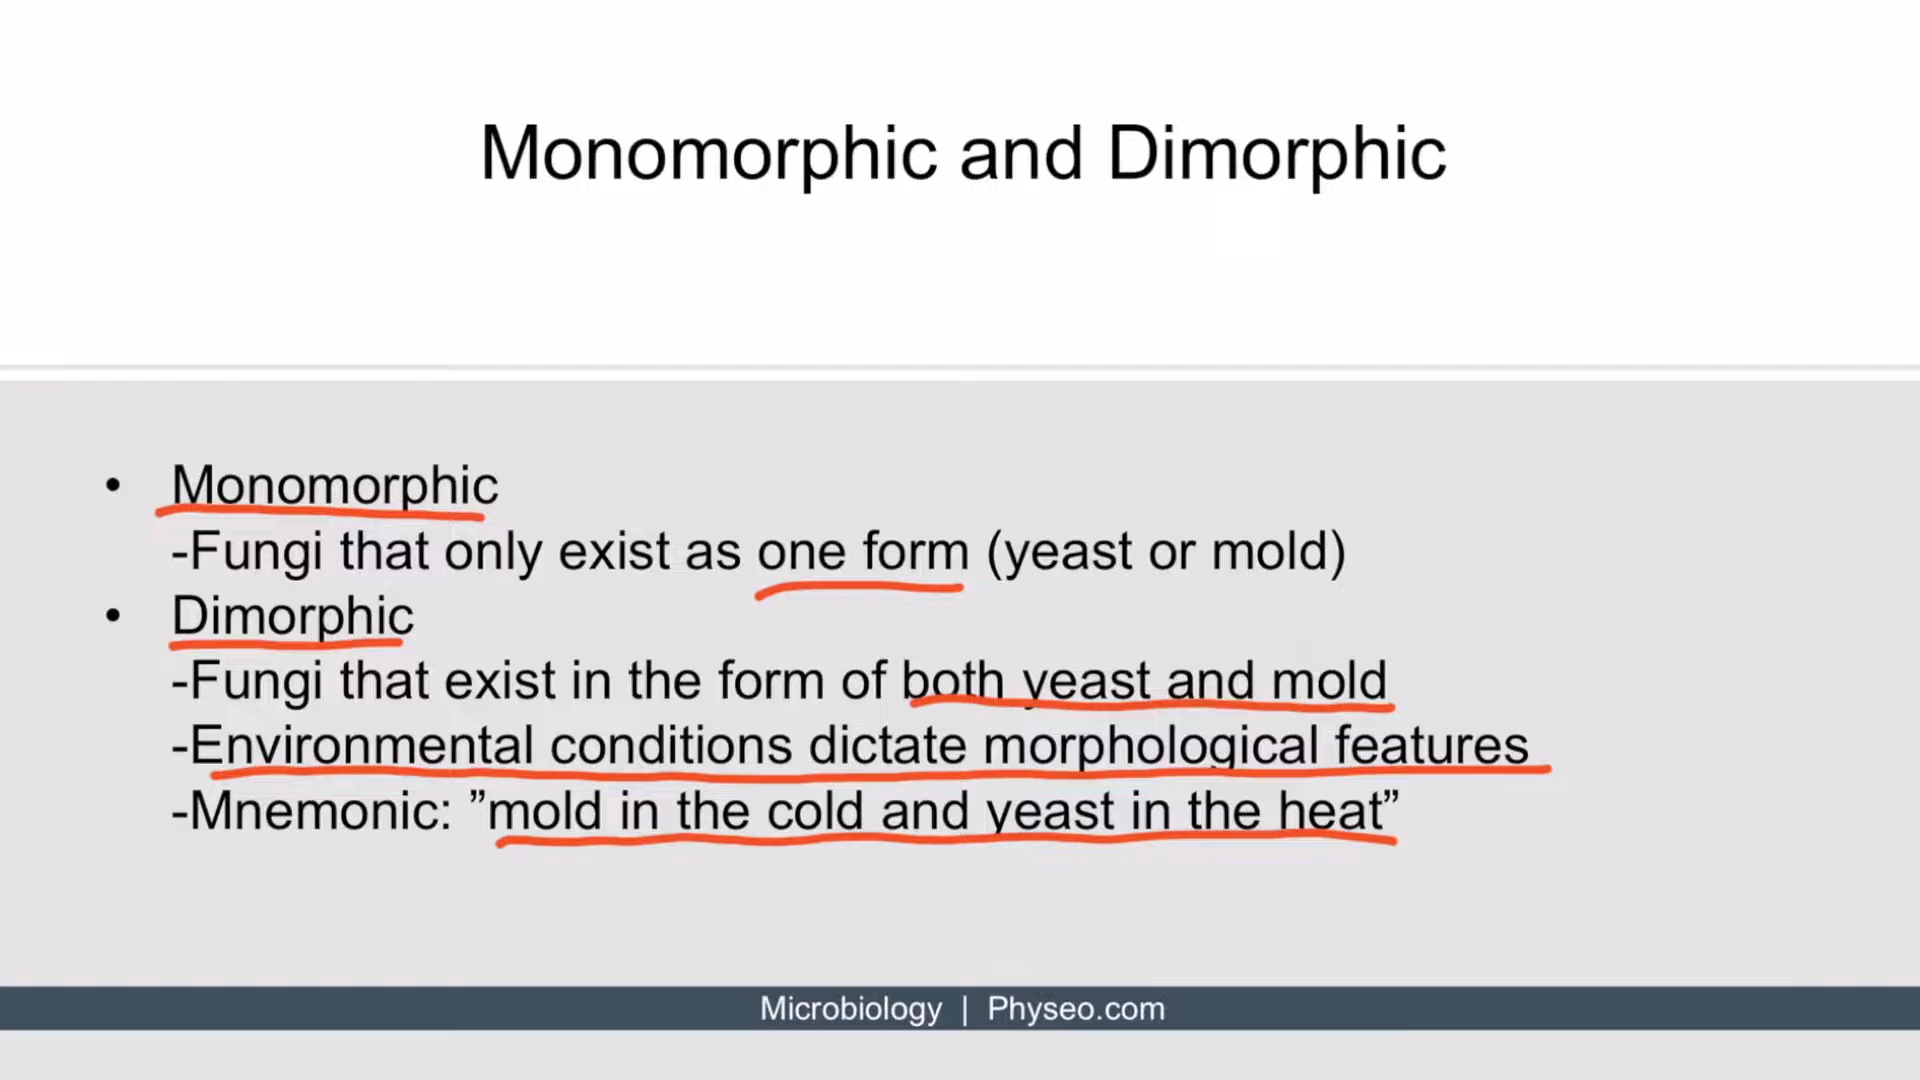 Monomorphic and Dimorphic
• Monomorphic
-Fungi that only exist as one form (yeast or mold)
• Dimorphic
-Fungi that exist in the form of both yeast and mold
-Environmental conditions dictate morphological features
-Mnemonic: ”mold in the cold and yeast in the heat”
Microbiology | Physeo.com